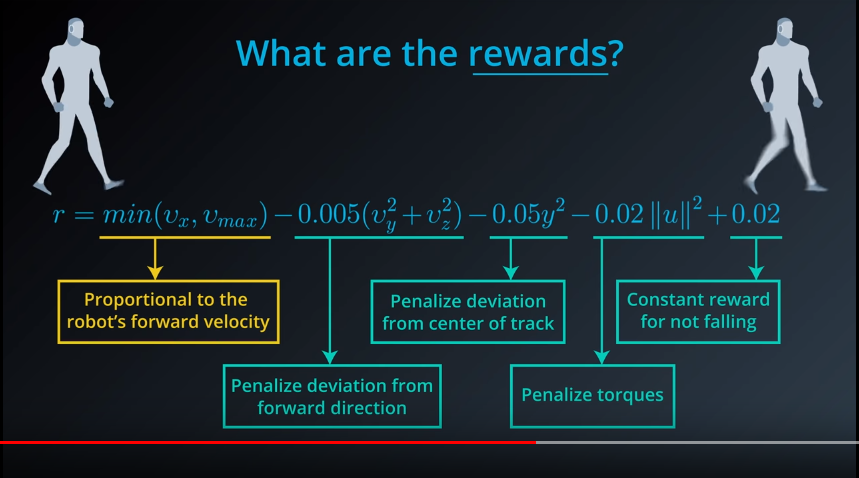 What are the rewards?
r = min(v_x, v_max) − 0.005(v_y^2 + v_z^2) − 0.05y^2 − 0.02 ||u||^2 + 0.02
Proportional to the
robot's forward velocity
Penalize deviation
from center of track
Constant reward
for not falling
Penalize deviation from
forward direction
Penalize torques